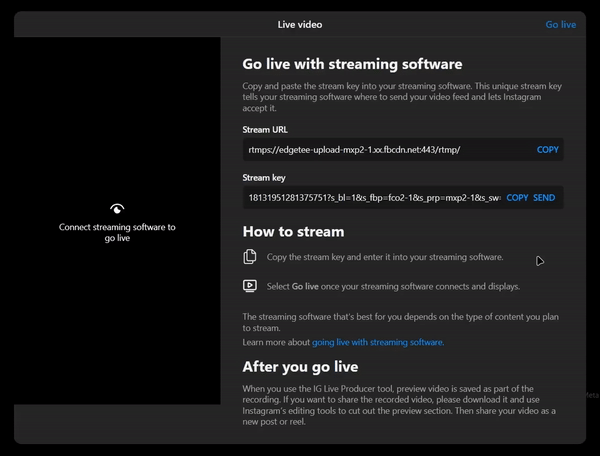 Live video
Go live
Go live with streaming software
Copy and paste the stream key into your streaming software. This unique stream key
tells your streaming software where to send your video feed and lets Instagram
accept it.
Stream URL
rtmps://edgetee-upload-mxp2-1.xx.fbcdn.net:443/rtmp/
COPY
Stream key
18131951281375751?s_bl=1&s_fbp=fco2-1&s_prp=mxp2-1&s_sw=
COPY SEND
Connect streaming software to
go live
How to stream
Copy the stream key and enter it into your streaming software.
Select Go live once your streaming software connects and displays.
The streaming software that's best for you depends on the type of content you plan
to stream.
Learn more about going live with streaming software.
After you go live
When you use the IG Live Producer tool, preview video is saved as part of the
recording. If you want to share the recorded video, please download it and use
Instagram's editing tools to cut out the preview section. Then share your video as a
new post or reel.
Meta